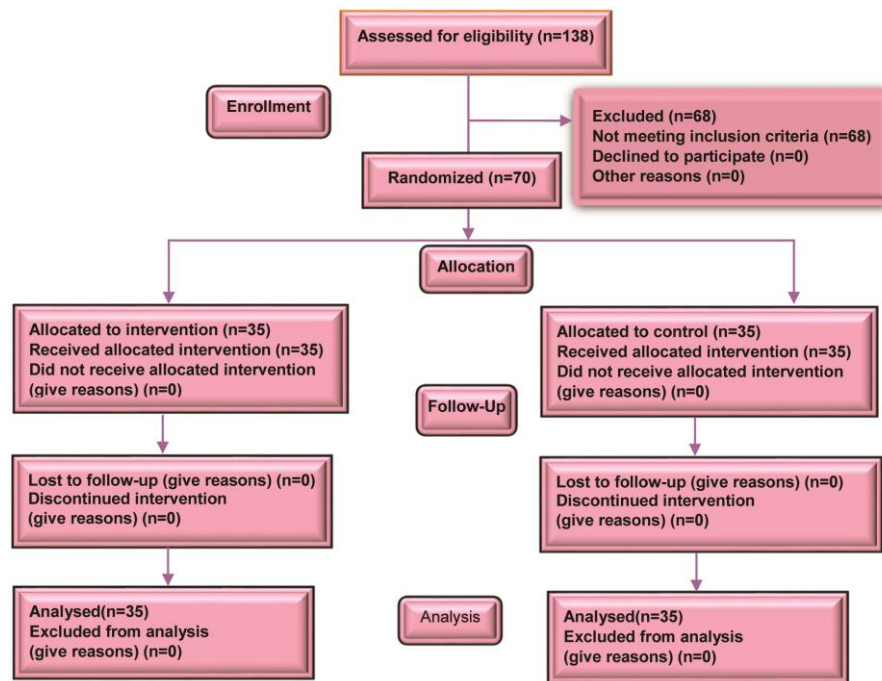 Assessed for eligibility (n=138)
Enrollment
Excluded (n=68)
Not meeting inclusion criteria (n=68)
Declined to participate (n=0)
Other reasons (n=0)
Randomized (n=70)
Allocation
Allocated to intervention (n=35)
Received allocated intervention (n=35)
Did not receive allocated intervention
(give reasons) (n=0)
Allocated to control (n=35)
Received allocated intervention (n=35)
Did not receive allocated intervention
(give reasons) (n=0)
Follow-Up
Lost to follow-up (give reasons) (n=0)
Discontinued intervention
(give reasons) (n=0)
Lost to follow-up (give reasons) (n=0)
Discontinued intervention
(give reasons) (n=0)
Analysed(n=35)
Excluded from analysis
(give reasons) (n=0)
Analysis
Analysed(n=35)
Excluded from analysis
(give reasons) (n=0)